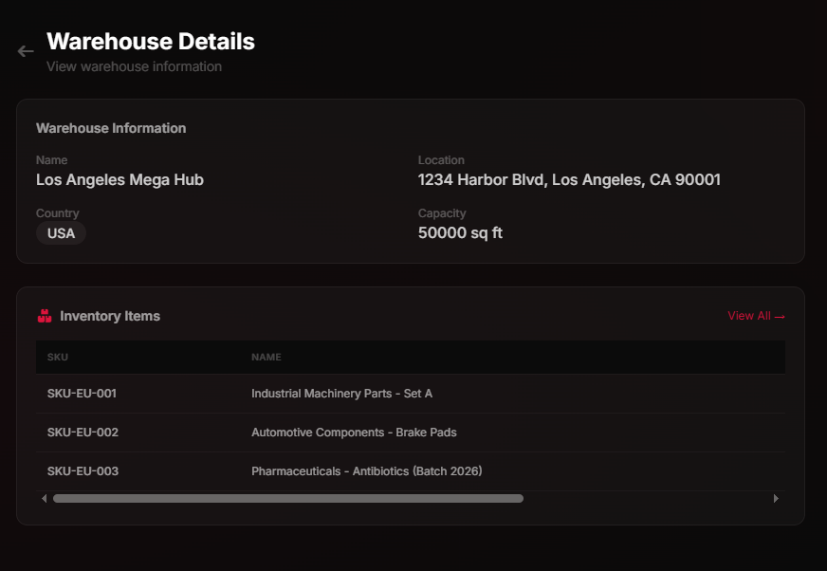 Warehouse Details
View warehouse information
Warehouse Information
Name
Los Angeles Mega Hub
Location
1234 Harbor Blvd, Los Angeles, CA 90001
Country
USA
Capacity
50000 sq ft
Inventory Items
View All →
SKU NAME
SKU-EU-001 Industrial Machinery Parts - Set A
SKU-EU-002 Automotive Components - Brake Pads
SKU-EU-003 Pharmaceuticals - Antibiotics (Batch 2026)